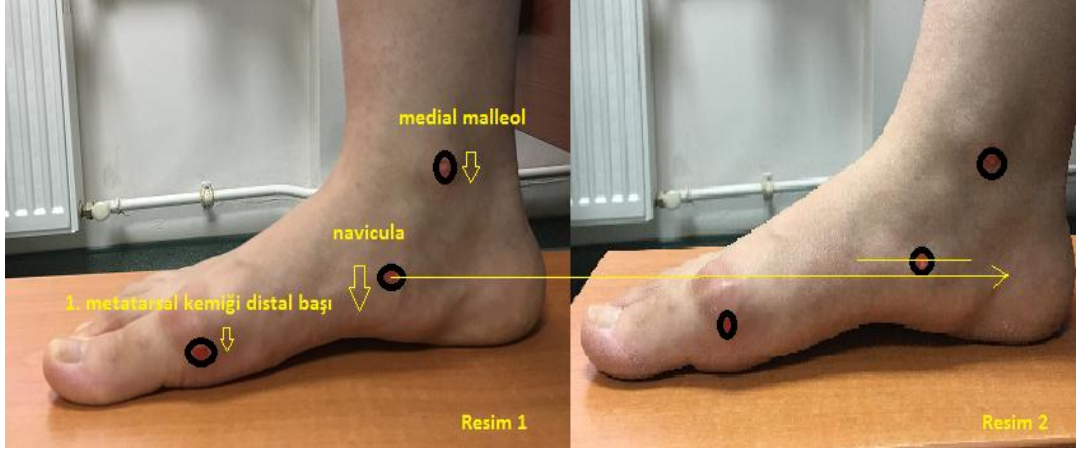 medial malleol
navicula
1. metatarsal kemiği distal başı
Resim 1
Resim 2